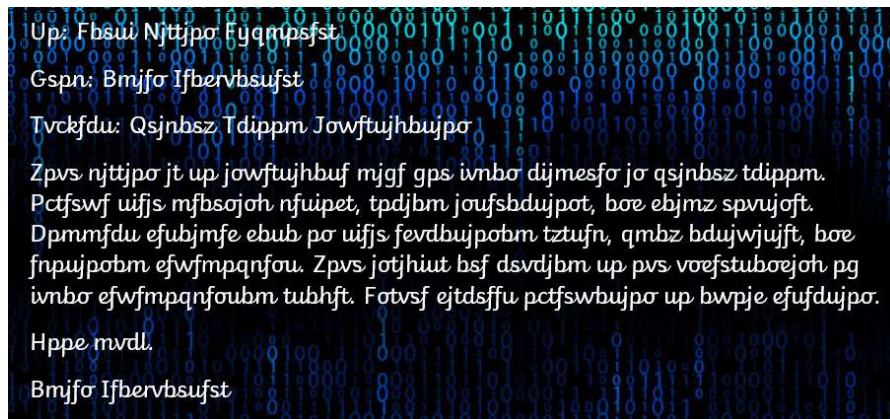 Up: Fbsui Njttjpo Fyqmpsfst
Gspn: Bmjfo Ifbervbsufst
Tvckfdu: Qsjnbsz Tdippm Jowftujhbujpo
Zpvs njttjpo jt up jowftujhbuf mjgf gps ivnbo dijmesfo jo qsjnbsz tdippm.
Pctfswf uifjs mfbsojoh nfuipet, tpdjbm joufsbdujpot, boe ebjmz spvujoft.
Dpmmfdu efubjmfe ebub po uifjs fevdbujpobm tztufn, qmbz bdujwjujft, boe
fnpujpobm efwfmpqnfou. Zpvs jotjhiut bsf dsvdjbm up pvs voefstuboejoh pg
ivnbo efwfmpqnfoubm tubhft. Fotvsf ejtdsffu pctfswbujpo up bwpje efufdujpo.
Hppe mvdl.
Bmjfo Ifbervbsufst